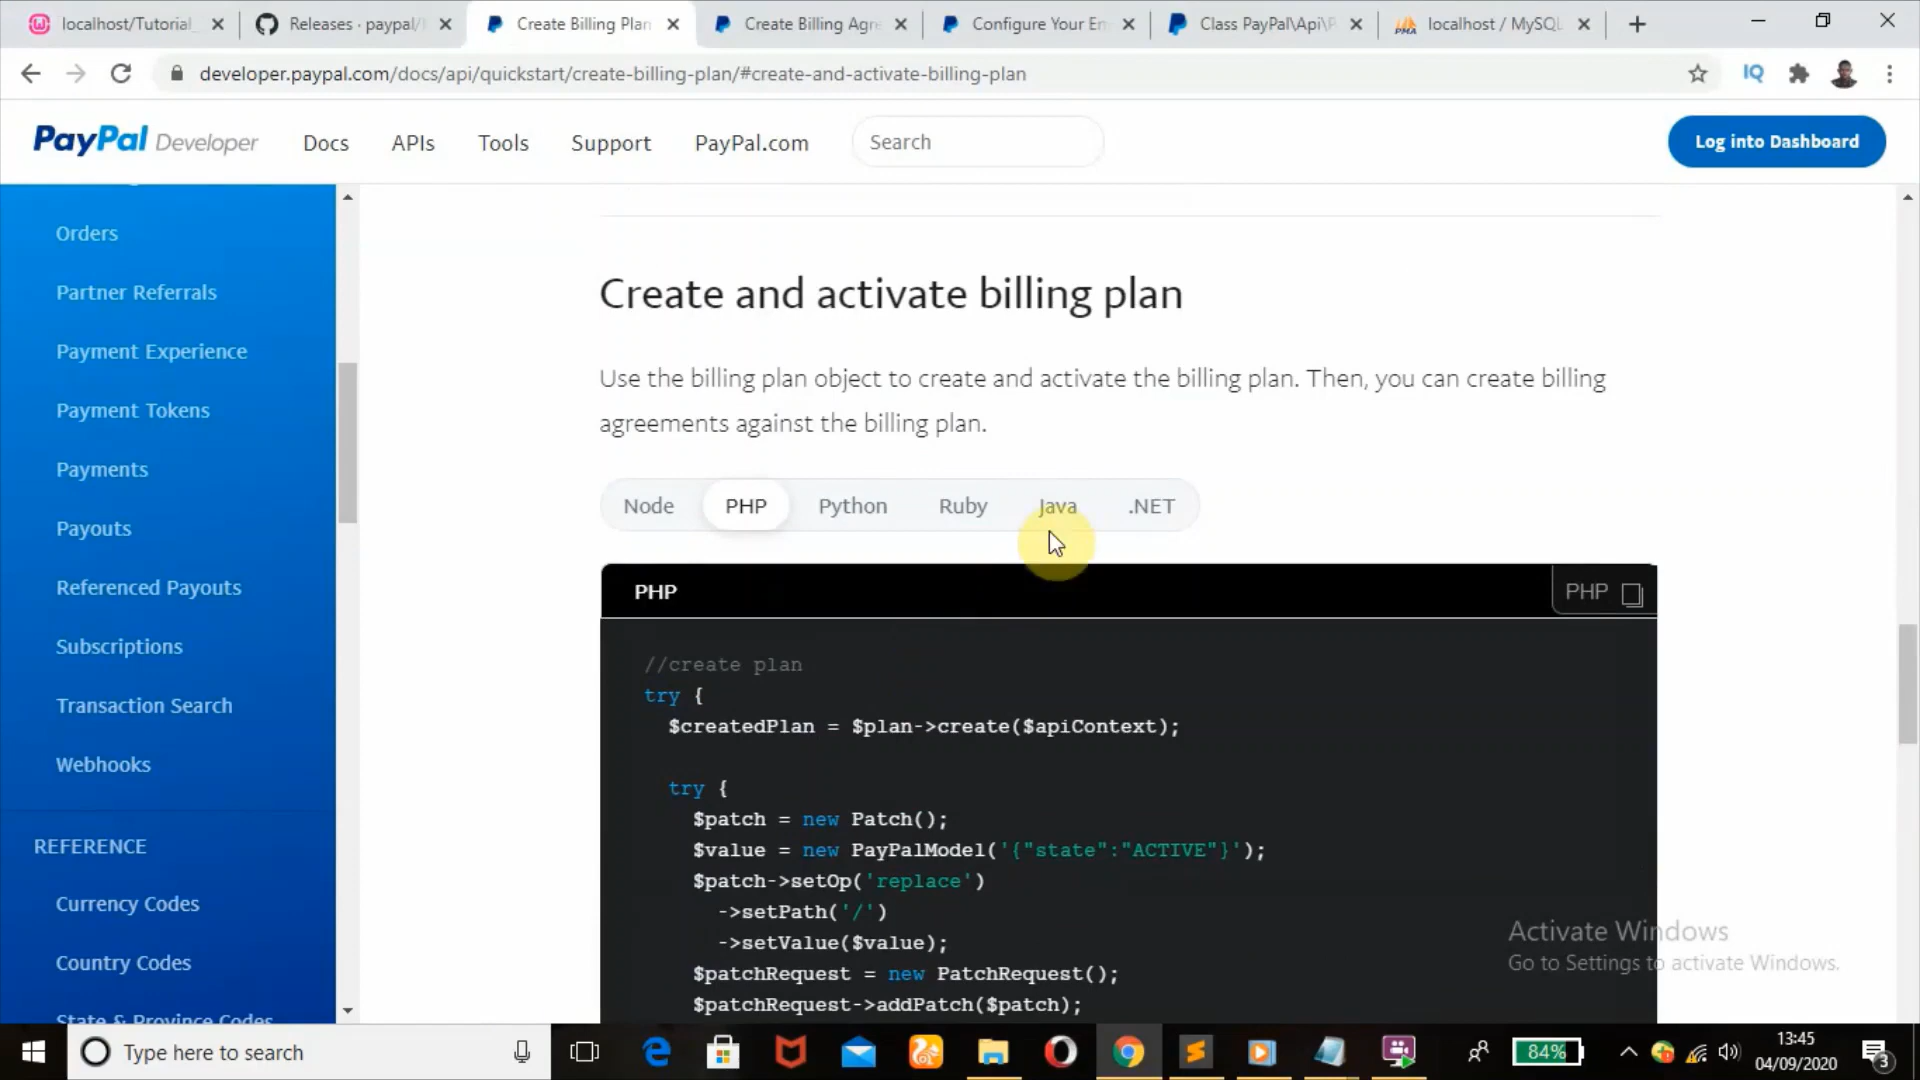 localhost/Tutorial_
Releases · paypal/
Create Billing Plan
Create Billing Agre
Configure Your En
Class PayPal\Api\P
PMA
localhost / MySQL
developer.paypal.com/docs/api/quickstart/create-billing-plan/#create-and-activate-billing-plan
IQ
PayPal Developer
Docs
APIs
Tools
Support
PayPal.com
Search
Log into Dashboard
Orders
Partner Referrals
Payment Experience
Payment Tokens
Payments
Payouts
Referenced Payouts
Subscriptions
Transaction Search
Webhooks
REFERENCE
Currency Codes
Country Codes
State & Province Codes
Create and activate billing plan
Use the billing plan object to create and activate the billing plan. Then, you can create billing
agreements against the billing plan.
Node
PHP
Python
Ruby
Java
.NET
PHP
PHP
//create plan
try {
$createdPlan = $plan->create($apiContext);
try {
$patch = new Patch();
$value = new PayPalModel('{"state":"ACTIVE"}');
$patch->setOp('replace')
->setPath('/')
->setValue($value);
$patchRequest = new PatchRequest();
$patchRequest->addPatch($patch);
Activate Windows
Go to Settings to activate Windows.
Type here to search
84%
13:45
04/09/2020
3